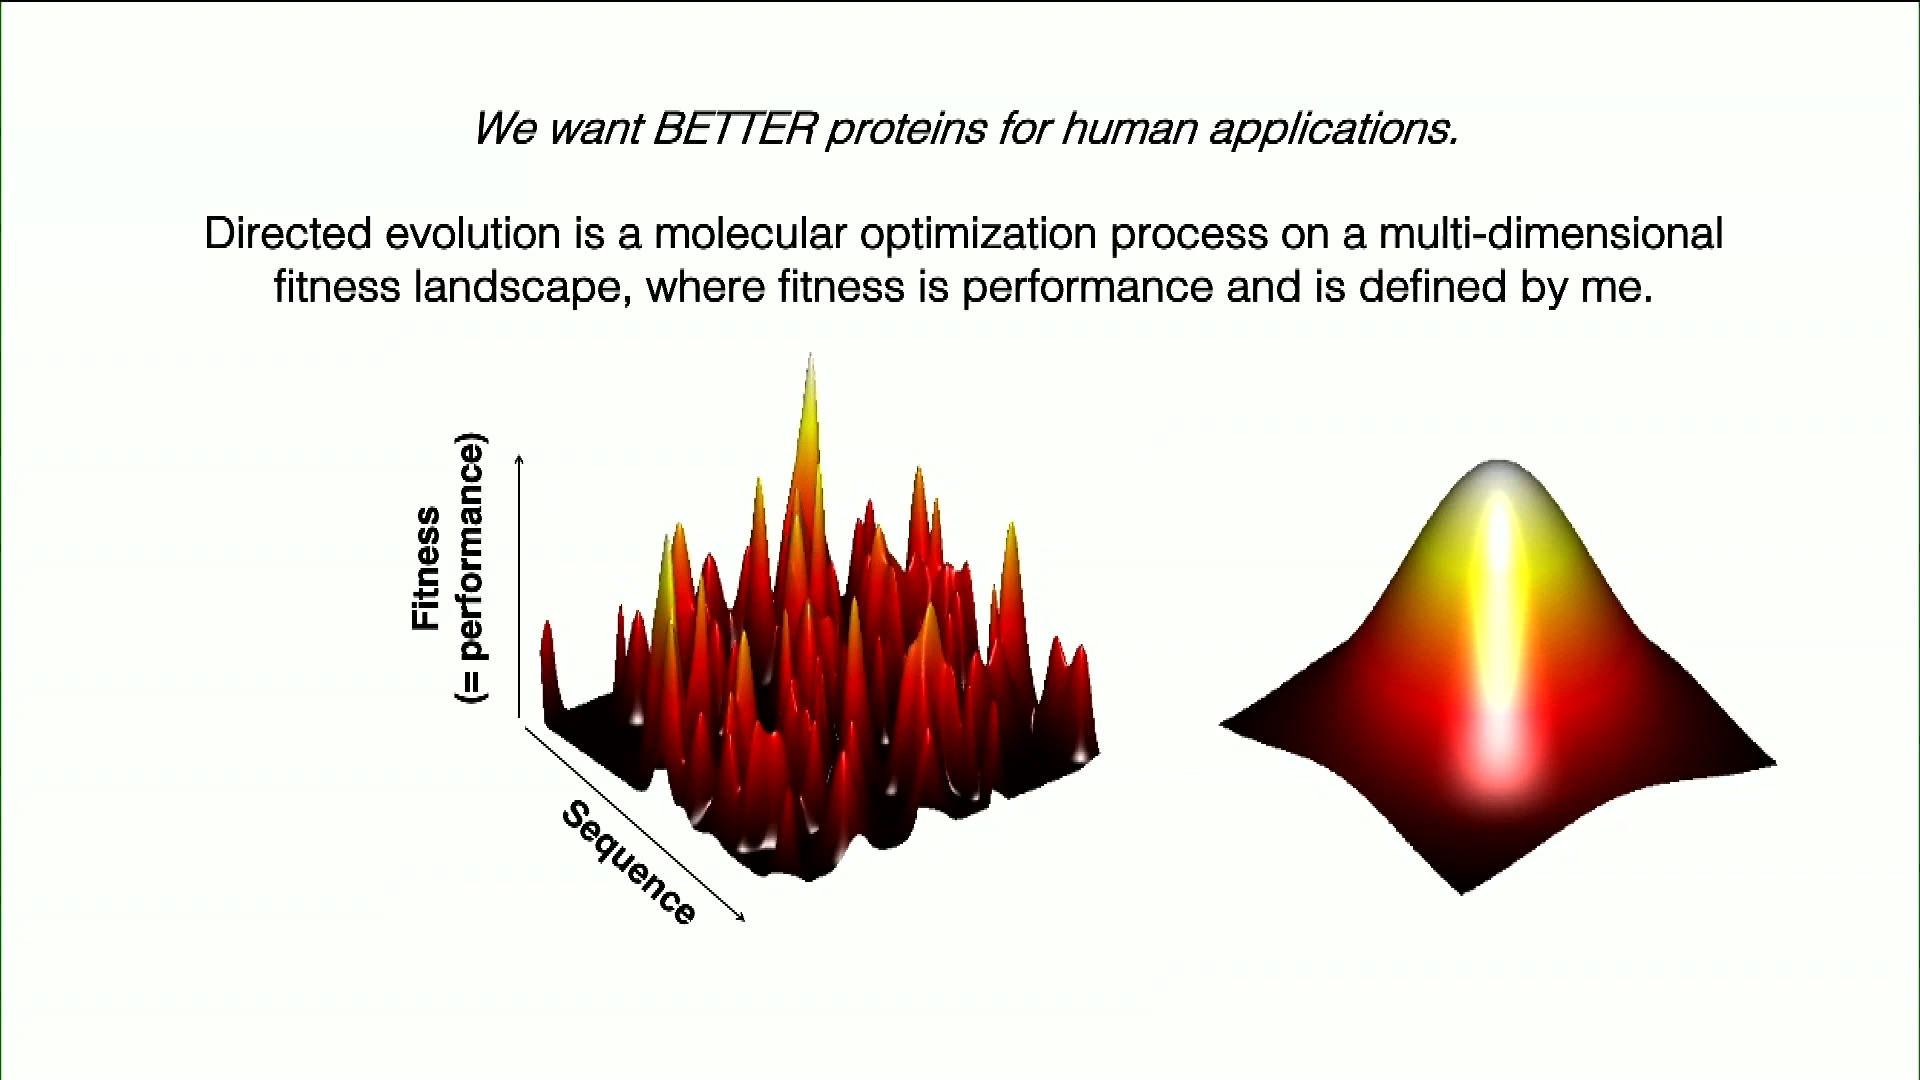 We want BETTER proteins for human applications.
Directed evolution is a molecular optimization process on a multi-dimensional
fitness landscape, where fitness is performance and is defined by me.
Fitness
(= performance)
Sequence